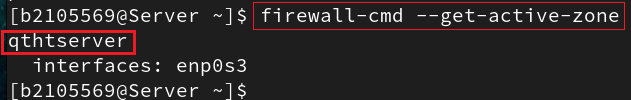 [b2105569@Server ~]$ firewall-cmd --get-active-zone
qthtserver
  interfaces: enp0s3
[b2105569@Server ~]$